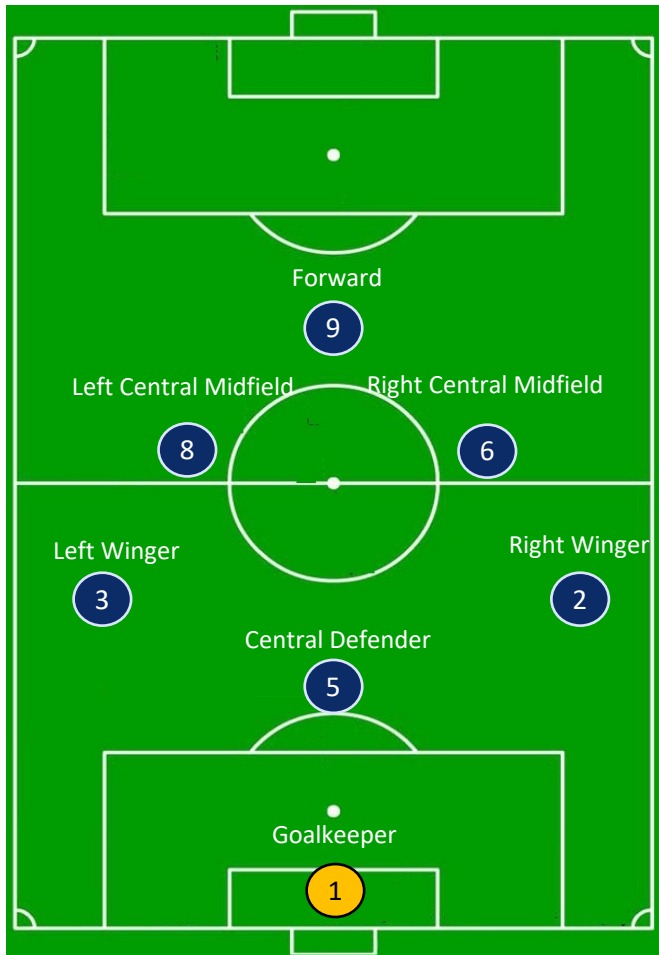 Forward
9
Left Central Midfield
Right Central Midfield
8
6
Left Winger
Right Winger
3
2
Central Defender
5
Goalkeeper
1